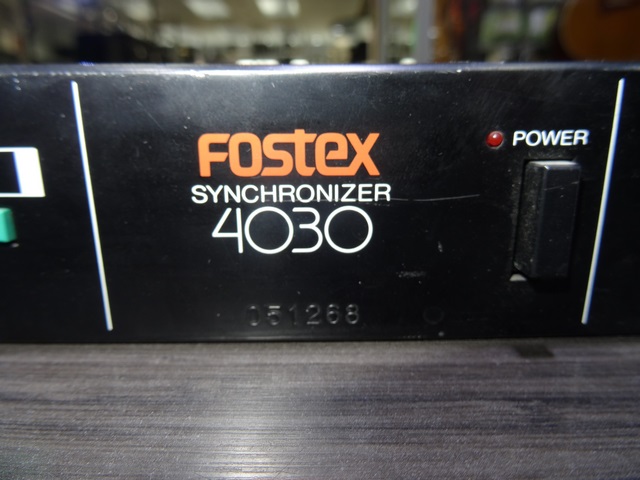 FOSTEX
SYNCHRONIZER
4030
POWER
051268